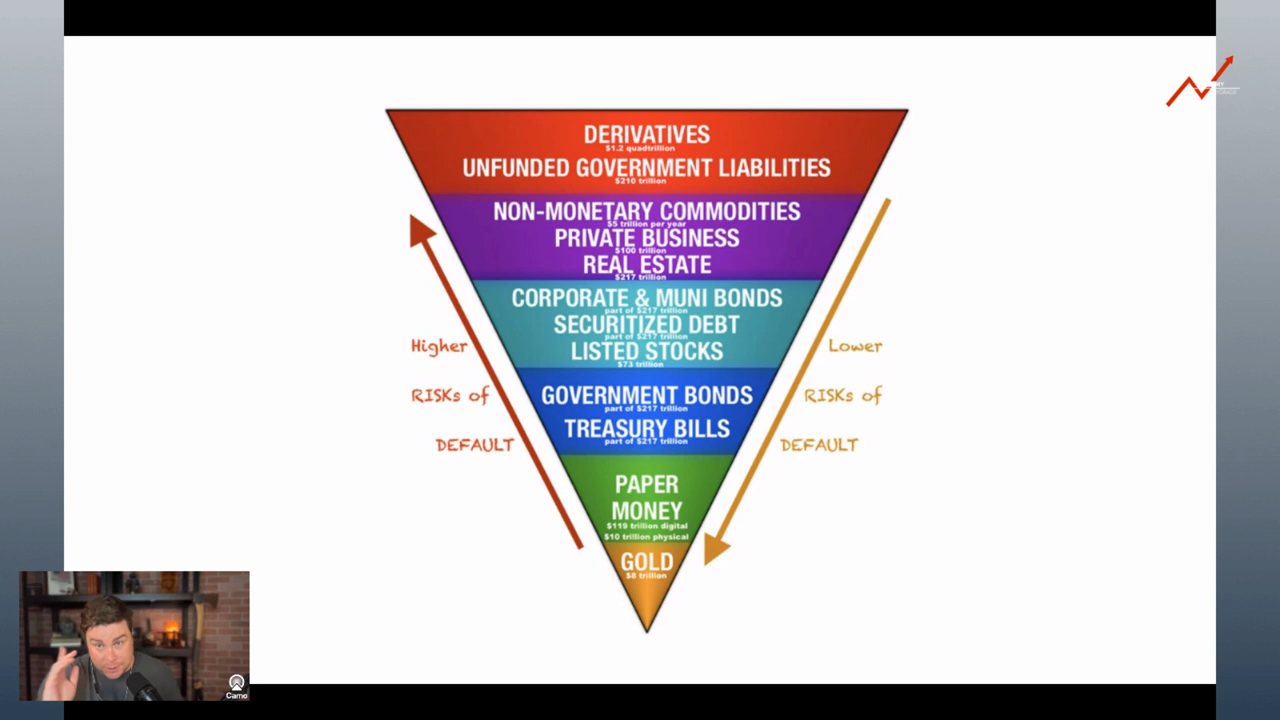 DERIVATIVES
$1.2 quadtrillion
UNFUNDED GOVERNMENT LIABILITIES
$210 trillion
NON-MONETARY COMMODITIES
$5 trillion per year
PRIVATE BUSINESS
$100 trillion
REAL ESTATE
$217 trillion
CORPORATE & MUNI BONDS
part of $217 trillion
SECURITIZED DEBT
part of $217 trillion
LISTED STOCKS
$73 trillion
GOVERNMENT BONDS
part of $217 trillion
TREASURY BILLS
part of $217 trillion
PAPER
MONEY
$119 trillion digital
$10 trillion physical
GOLD
$8 trillion
Higher
RISKs of
DEFAULT
Lower
RISKs of
DEFAULT
Camo